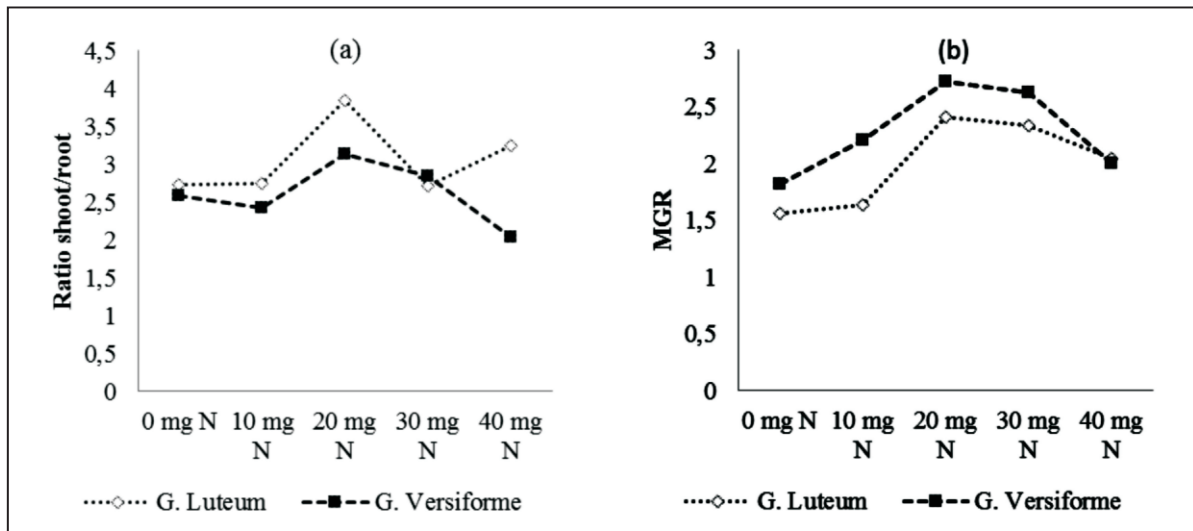 (a)
Ratio shoot/root
4,5
4
3,5
3
2,5
2
1,5
1
0,5
0
0 mg N
10 mg N
20 mg N
30 mg N
40 mg N
G. Luteum
G. Versiforme
(b)
MGR
3
2,5
2
1,5
1
0,5
0
0 mg N
10 mg N
20 mg N
30 mg N
40 mg N
G. Luteum
G. Versiforme